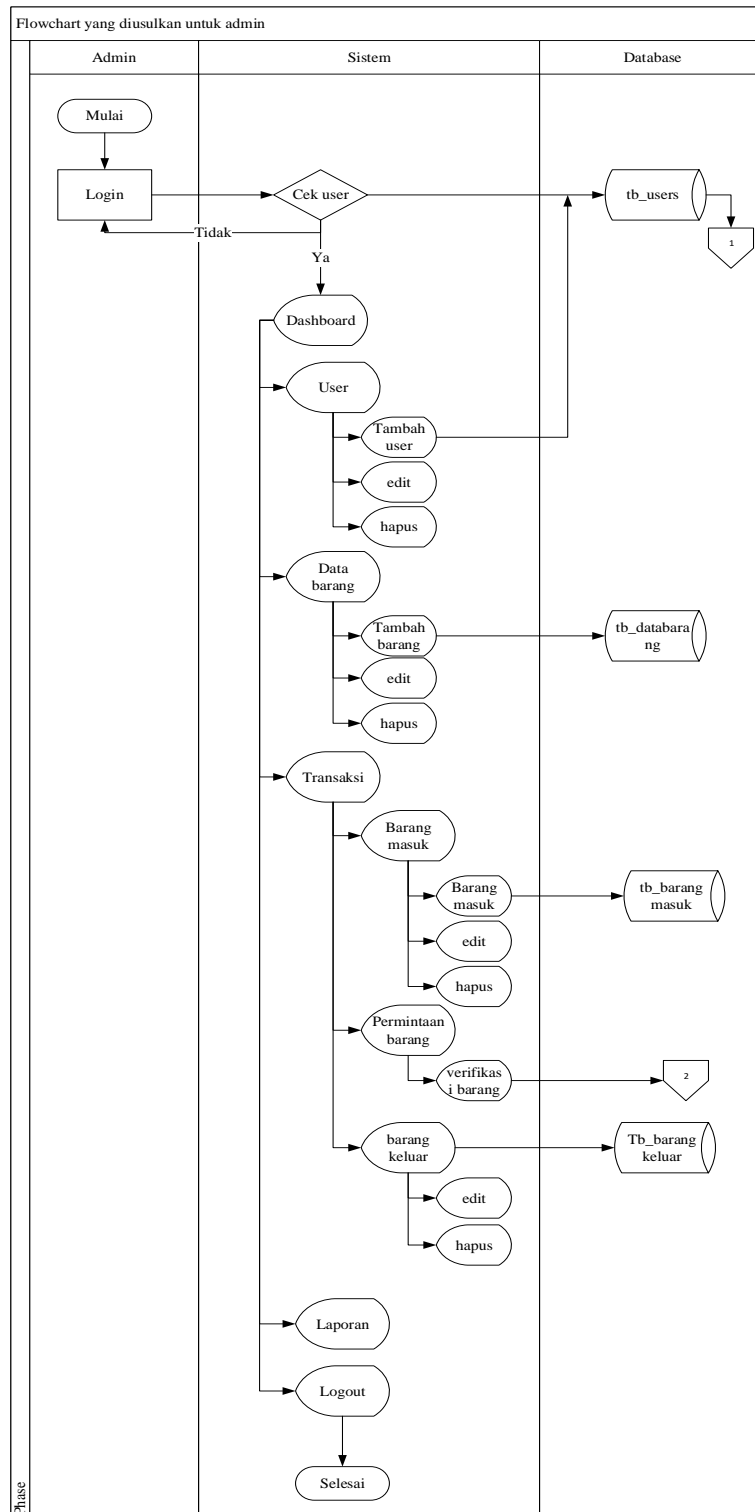 Flowchart yang diusulkan untuk admin
Admin
Sistem
Database
Mulai
Login
Cek user
tb_users
1
Tidak
Ya
Dashboard
User
Tambah
user
edit
hapus
Data
barang
Tambah
barang
tb_databara
ng
edit
hapus
Transaksi
Barang
masuk
Barang
masuk
tb_barang
masuk
edit
hapus
Permintaan
barang
verifikas
i barang
2
barang
keluar
Tb_barang
keluar
edit
hapus
Laporan
Logout
Selesai
Phase